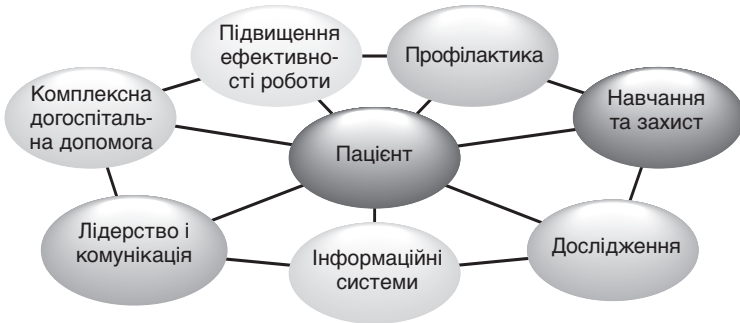 Підвищення
ефективно-
сті роботи
Профілактика
Комплексна
догоспіталь-
на допомога
Навчання
та захист
Пацієнт
Лідерство і
комунікація
Інформаційні
системи
Дослідження